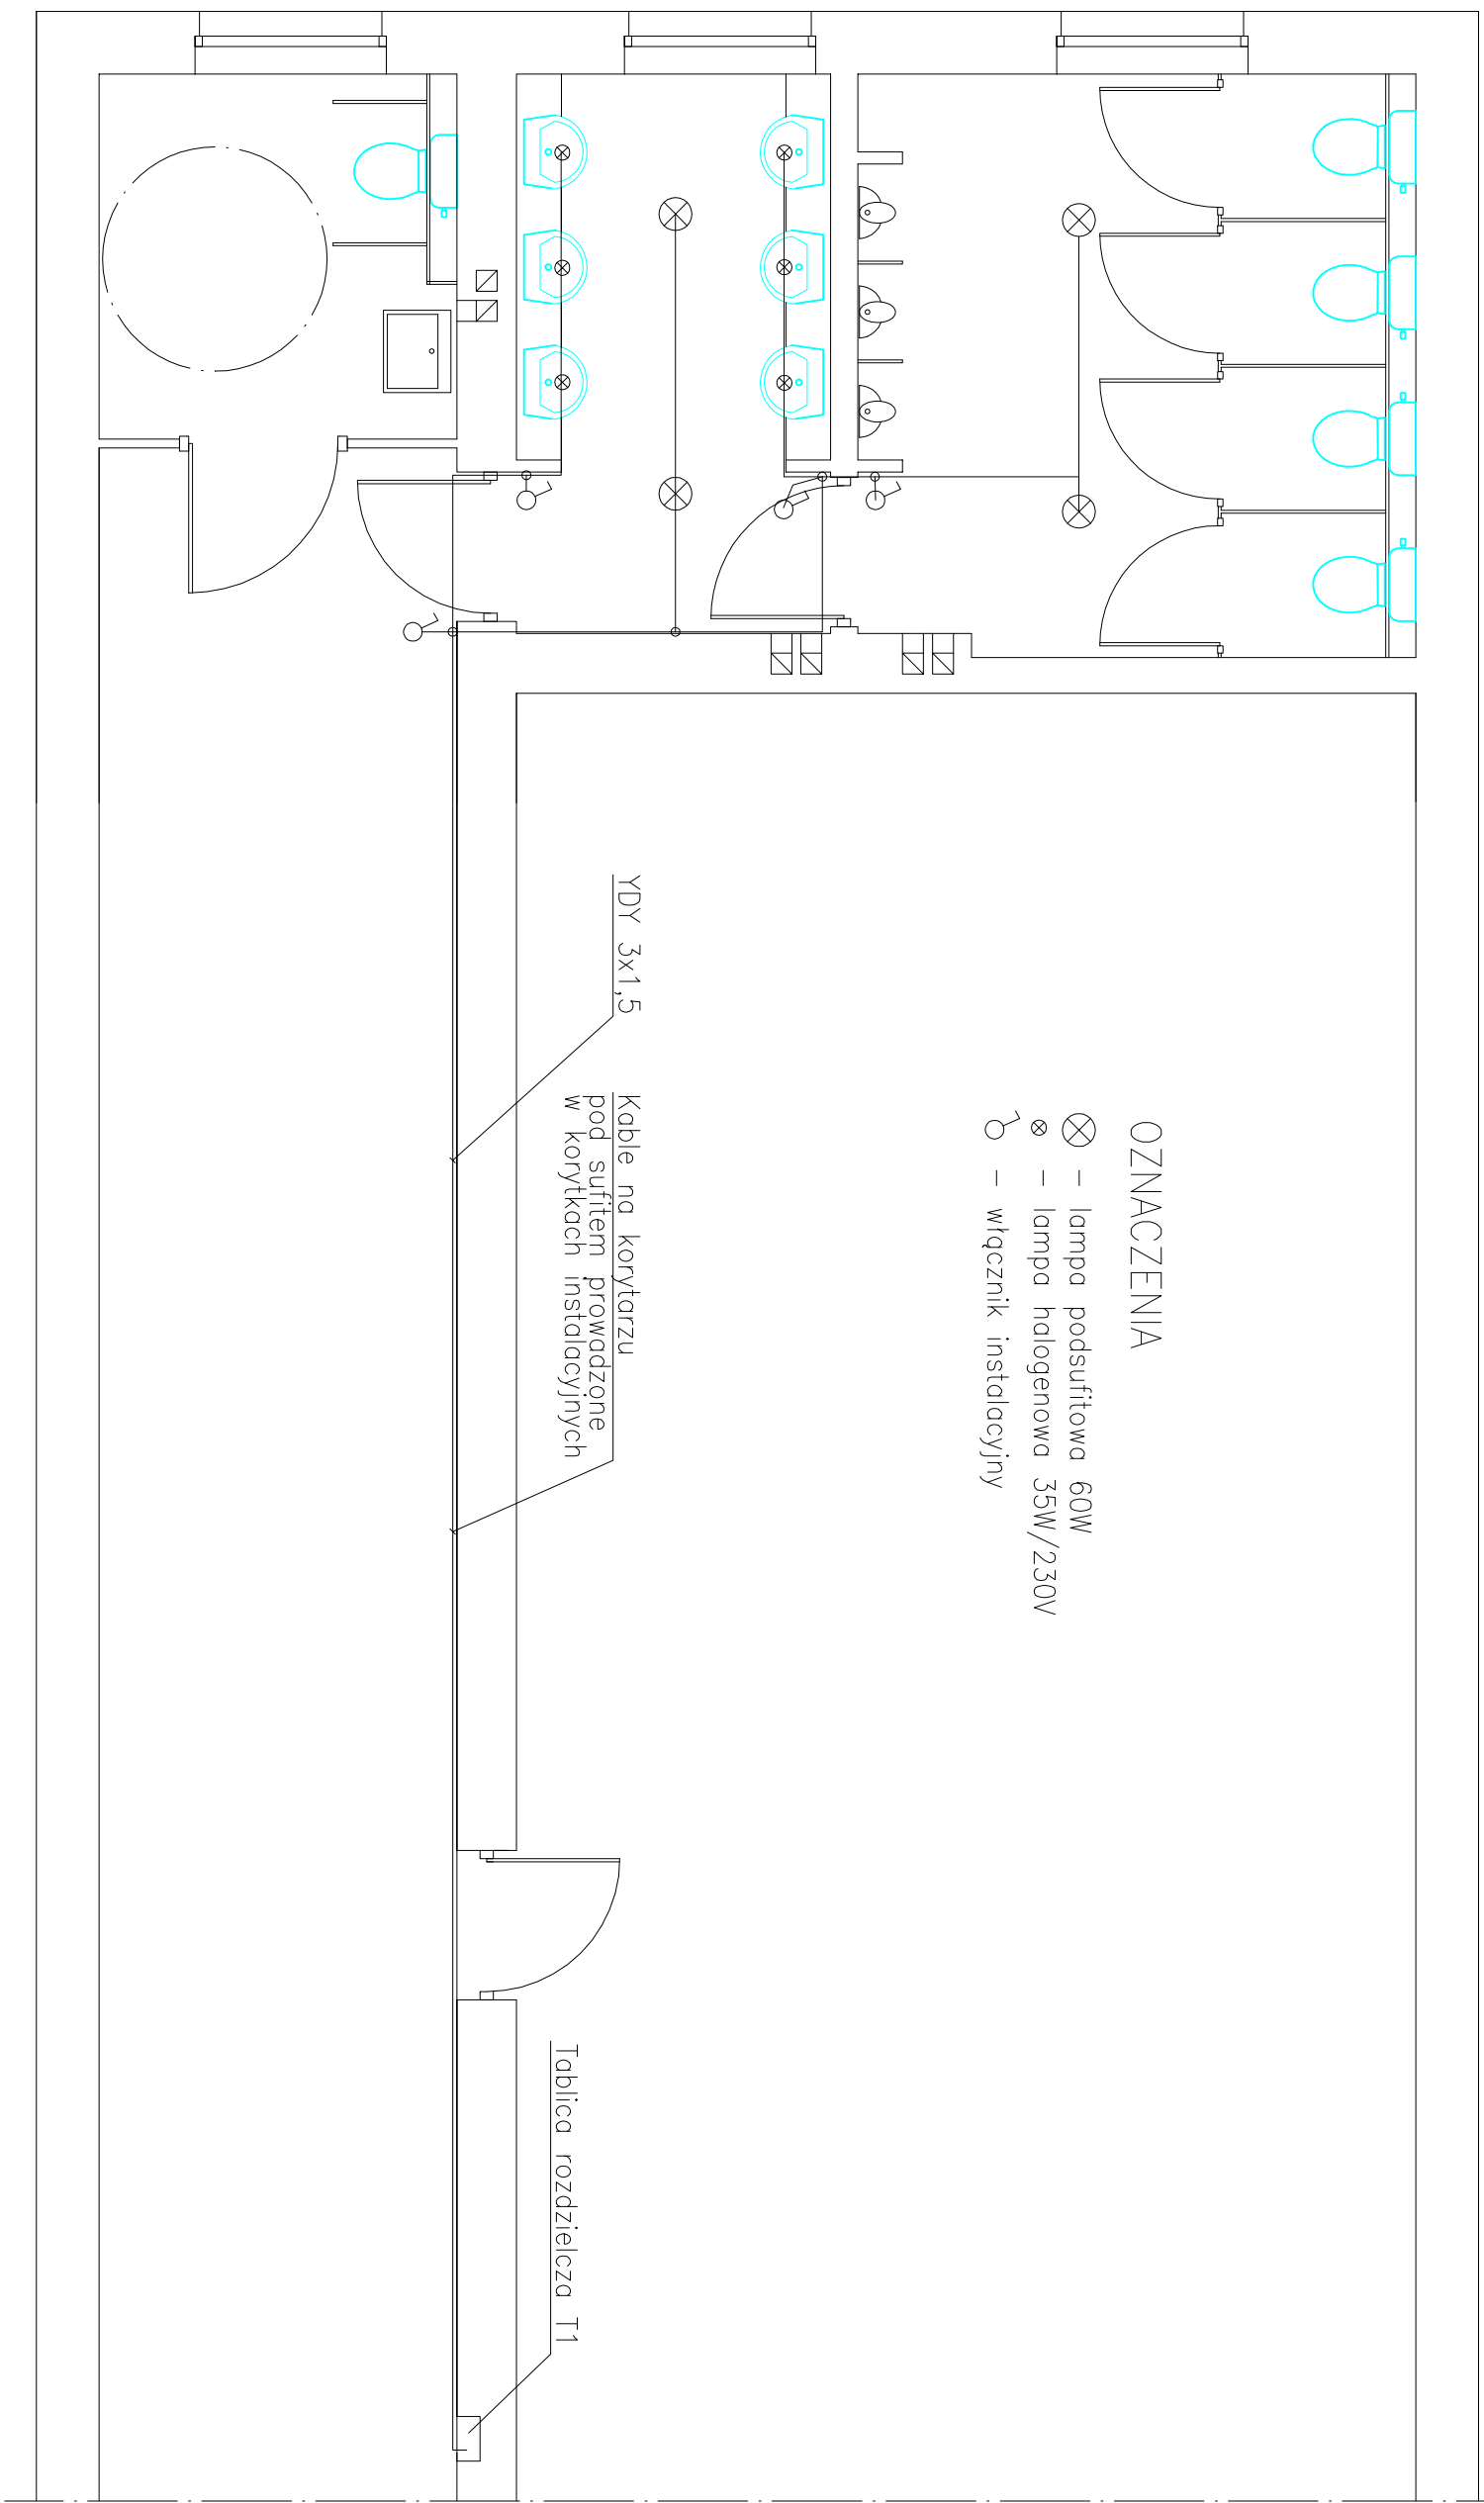 OZNACZENIA
- lampa podsufitowa 60W
- lampa halogenowa 35W/230V
- włącznik instalacyjny
YDY 3x1,5
Kable na korytarzu
pod sufitem prowadzone
w korytkach instalacyjnych
Tablica rozdzielcza T1